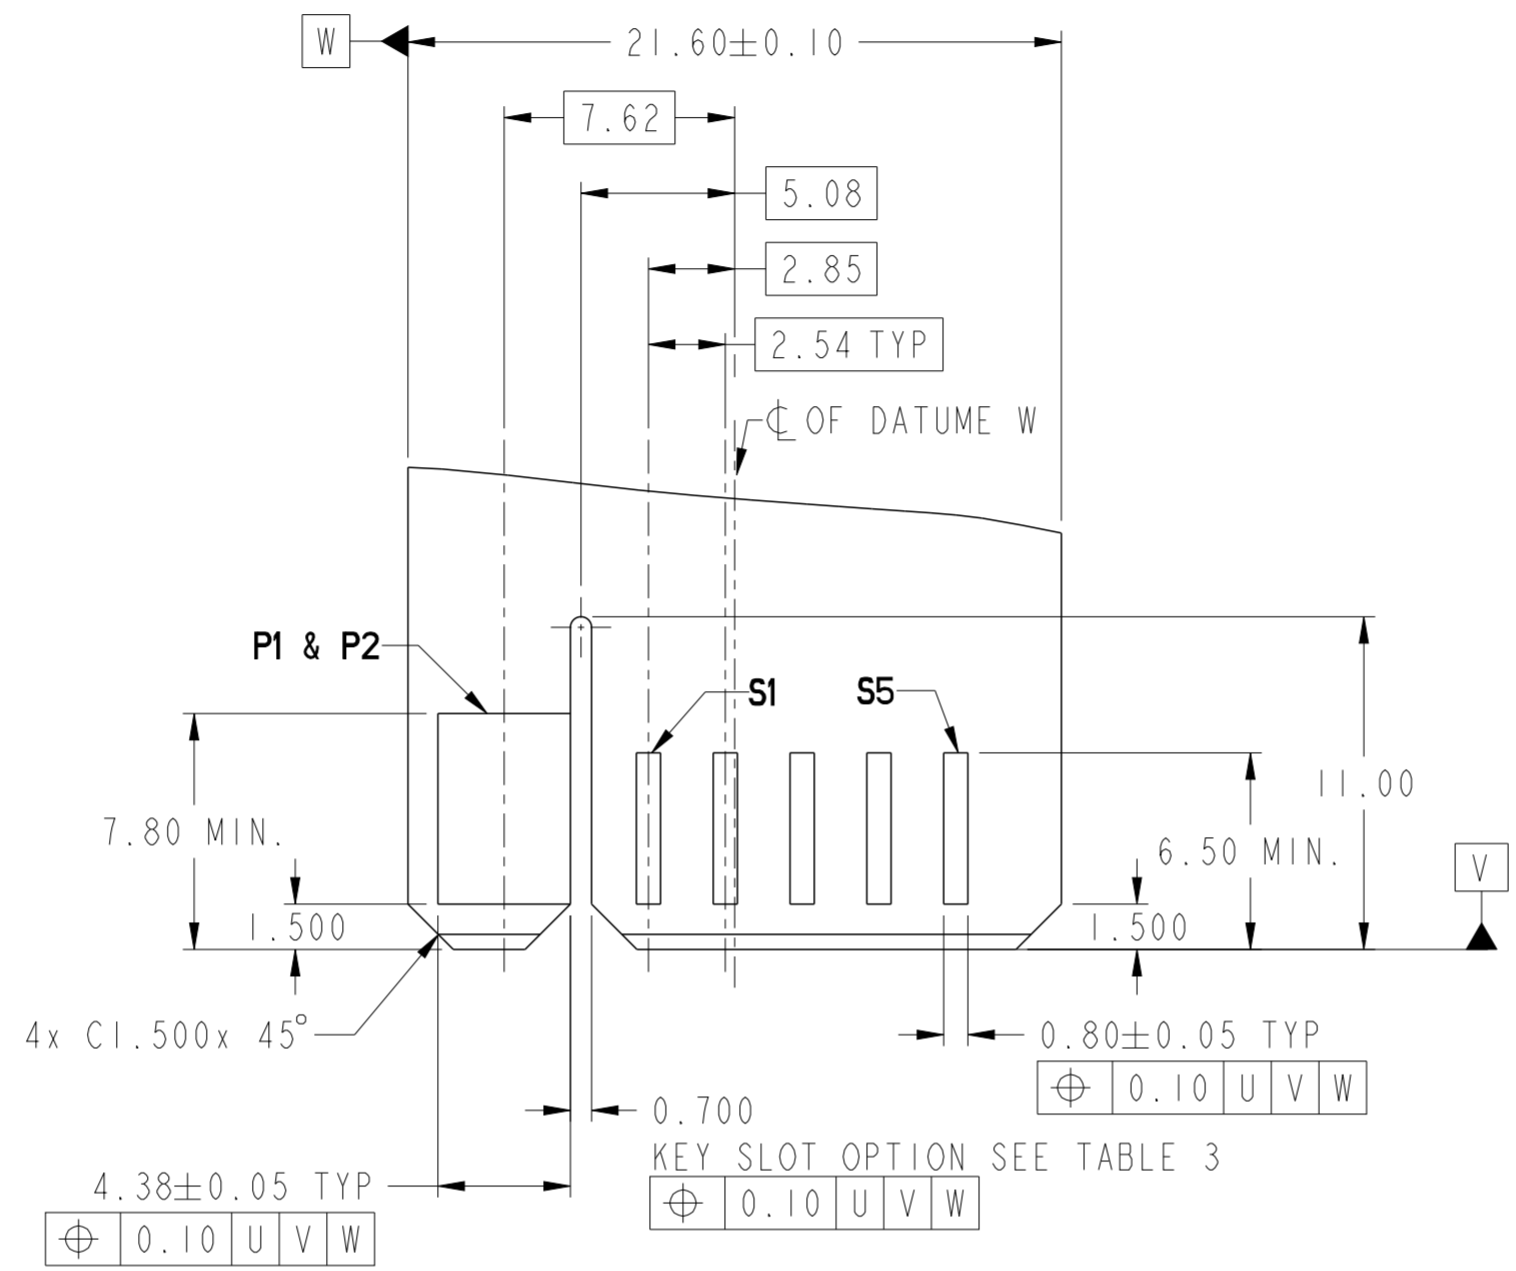 W
21.60±0.10
7.62
5.08
2.85
2.54 TYP
℄ OF DATUME W
P1 & P2
S1
S5
11.00
7.80 MIN.
6.50 MIN.
V
1.500
1.500
4x C1.500x 45°
0.80±0.05 TYP
⌖ 0.10 U V W
0.700
KEY SLOT OPTION SEE TABLE 3
⌖ 0.10 U V W
4.38±0.05 TYP
⌖ 0.10 U V W